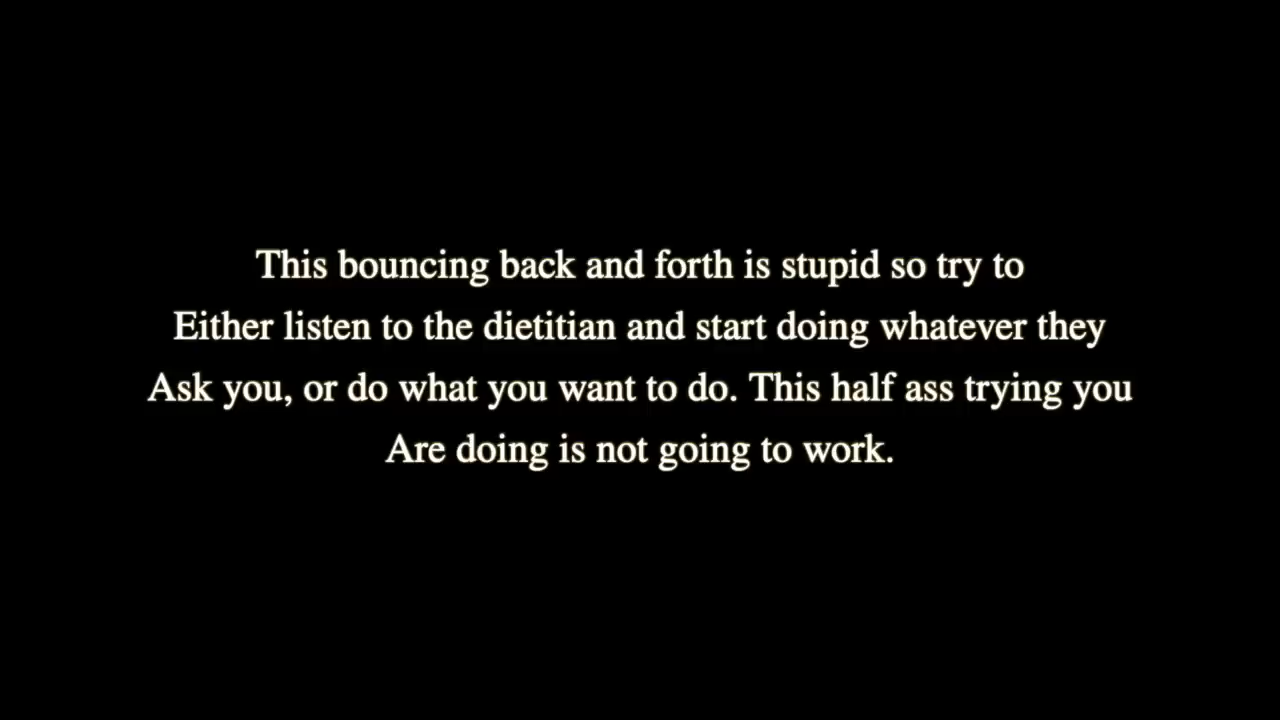 This bouncing back and forth is stupid so try to
Either listen to the dietitian and start doing whatever they
Ask you, or do what you want to do. This half ass trying you
Are doing is not going to work.